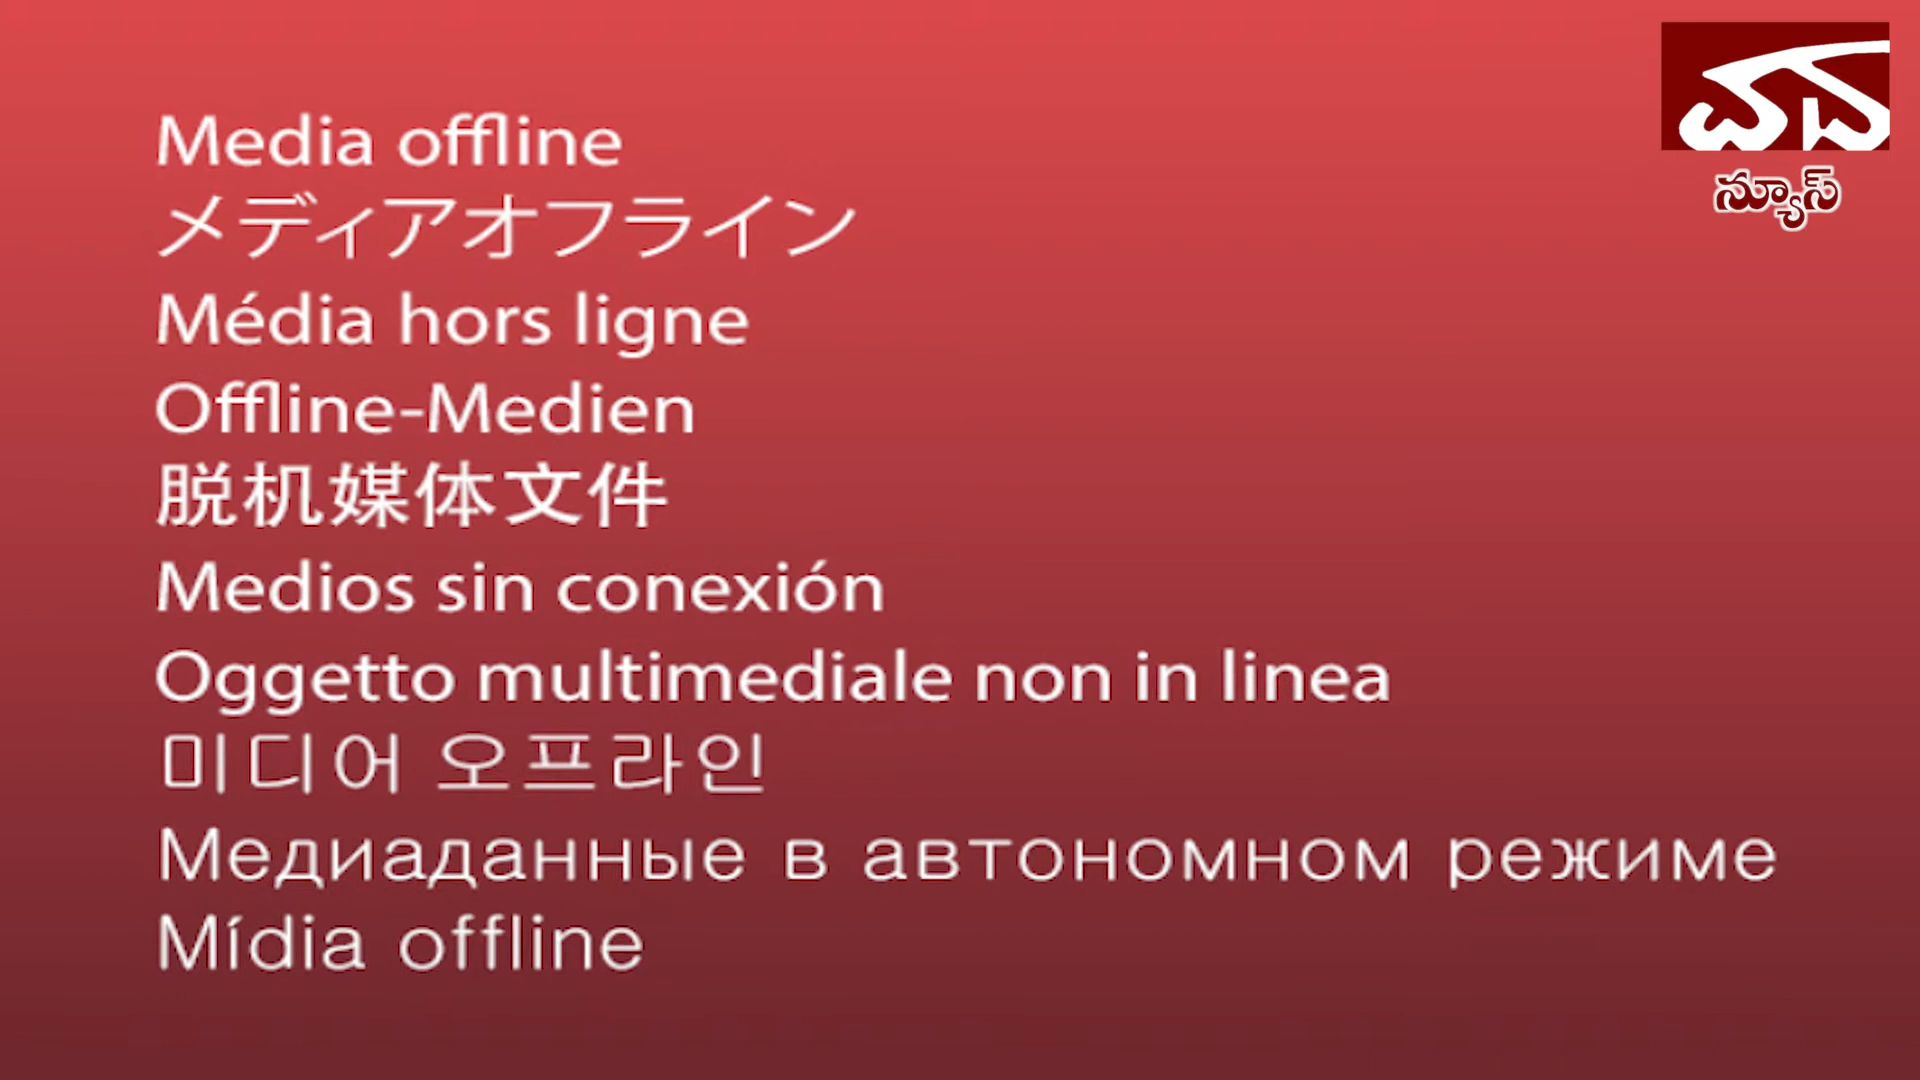 Media offline
メディアオフライン
Média hors ligne
Offline-Medien
脱机媒体文件
Medios sin conexión
Oggetto multimediale non in linea
미디어 오프라인
Медиаданные в автономном режиме
Mídia offline
న్యూస్